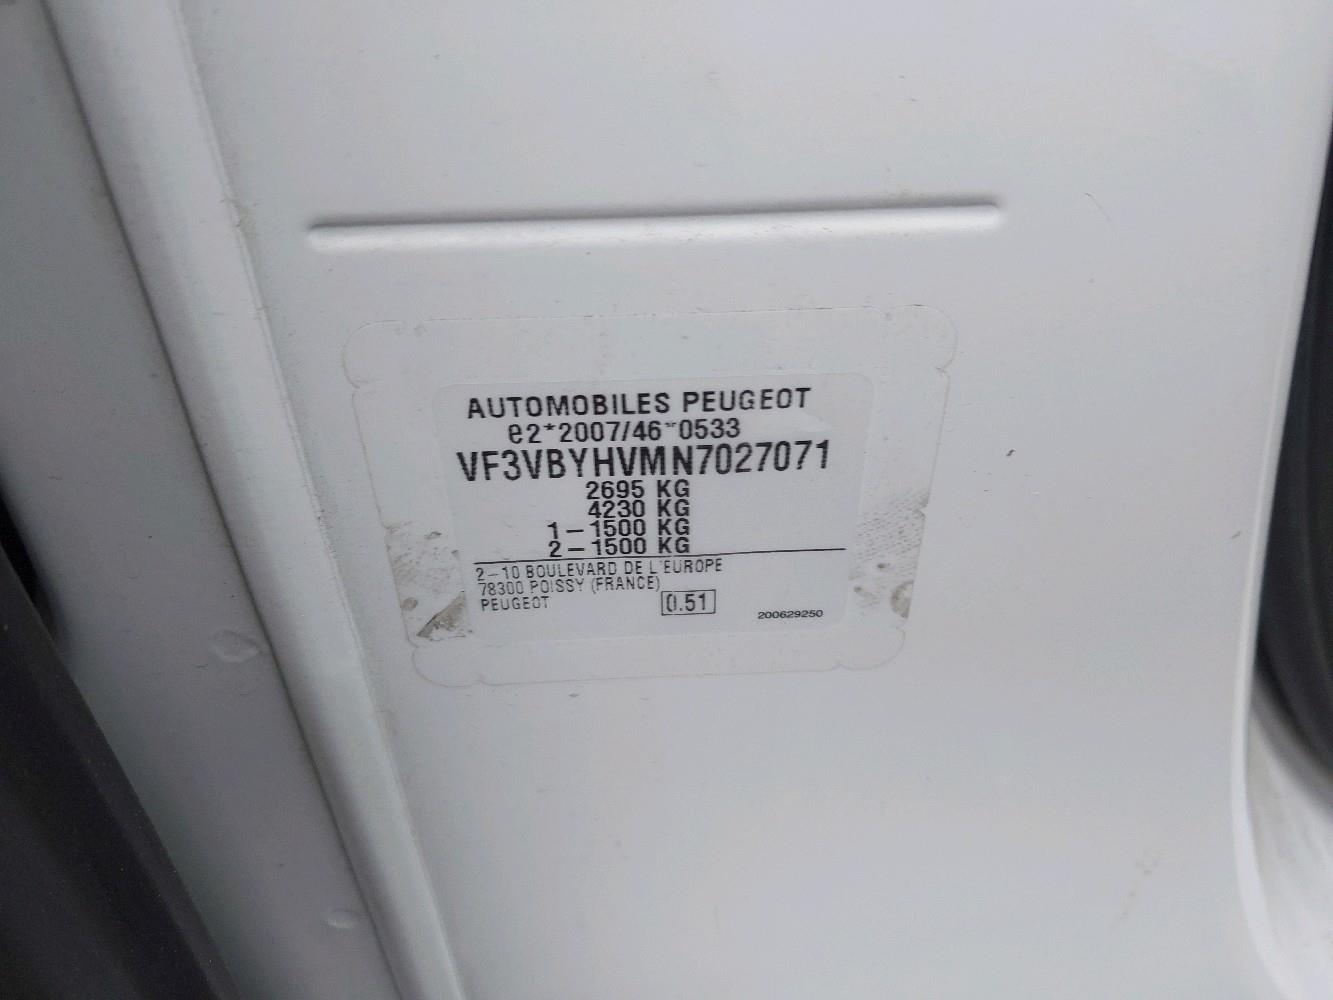 AUTOMOBILES PEUGEOT
e2*2007/46*0533
VF3VBYHVMN7027071
2695 KG
4230 KG
1-1500 KG
2-1500 KG
2-10 BOULEVARD DE L'EUROPE
78300 POISSY (FRANCE)
PEUGEOT
0.51
200629250